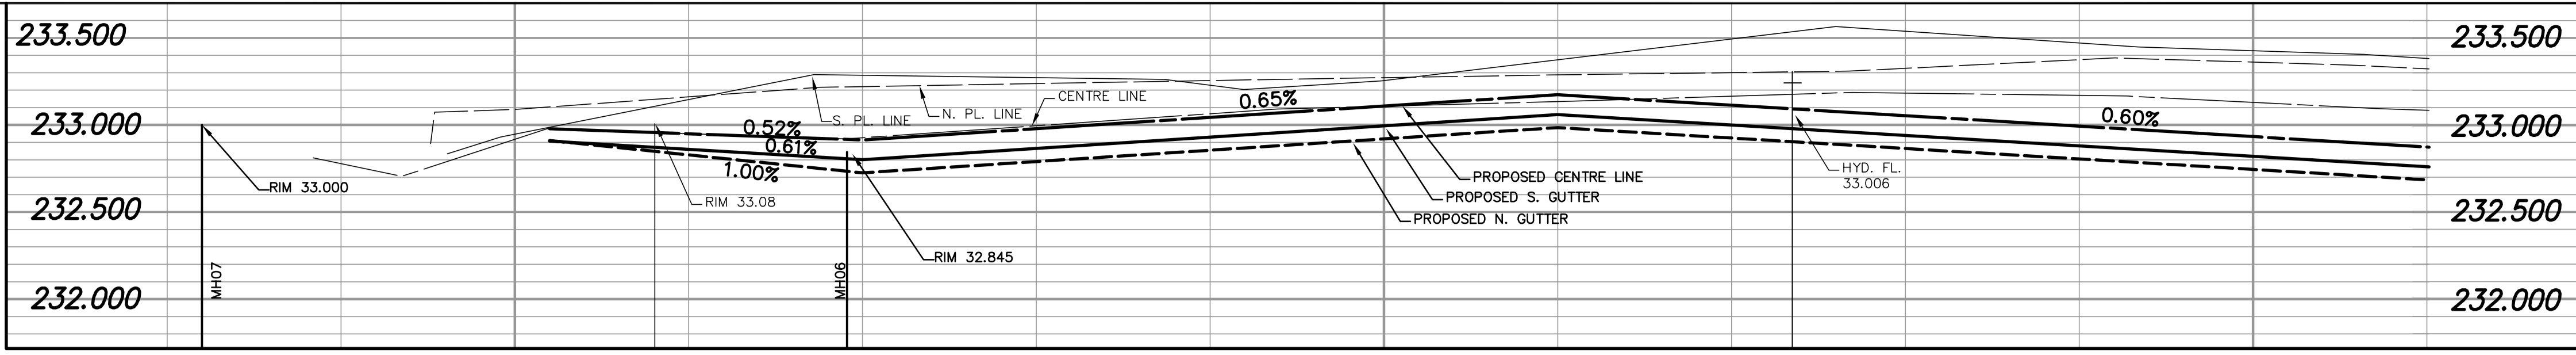 233.500
233.500
CENTRE LINE
0.65%
N. PL. LINE
S. PL. LINE
0.60%
233.000
0.52%
233.000
0.61%
1.00%
HYD. FL.
33.006
RIM 33.000
PROPOSED CENTRE LINE
RIM 33.08
PROPOSED S. GUTTER
232.500
232.500
PROPOSED N. GUTTER
RIM 32.845
MH07
MH06
232.000
232.000